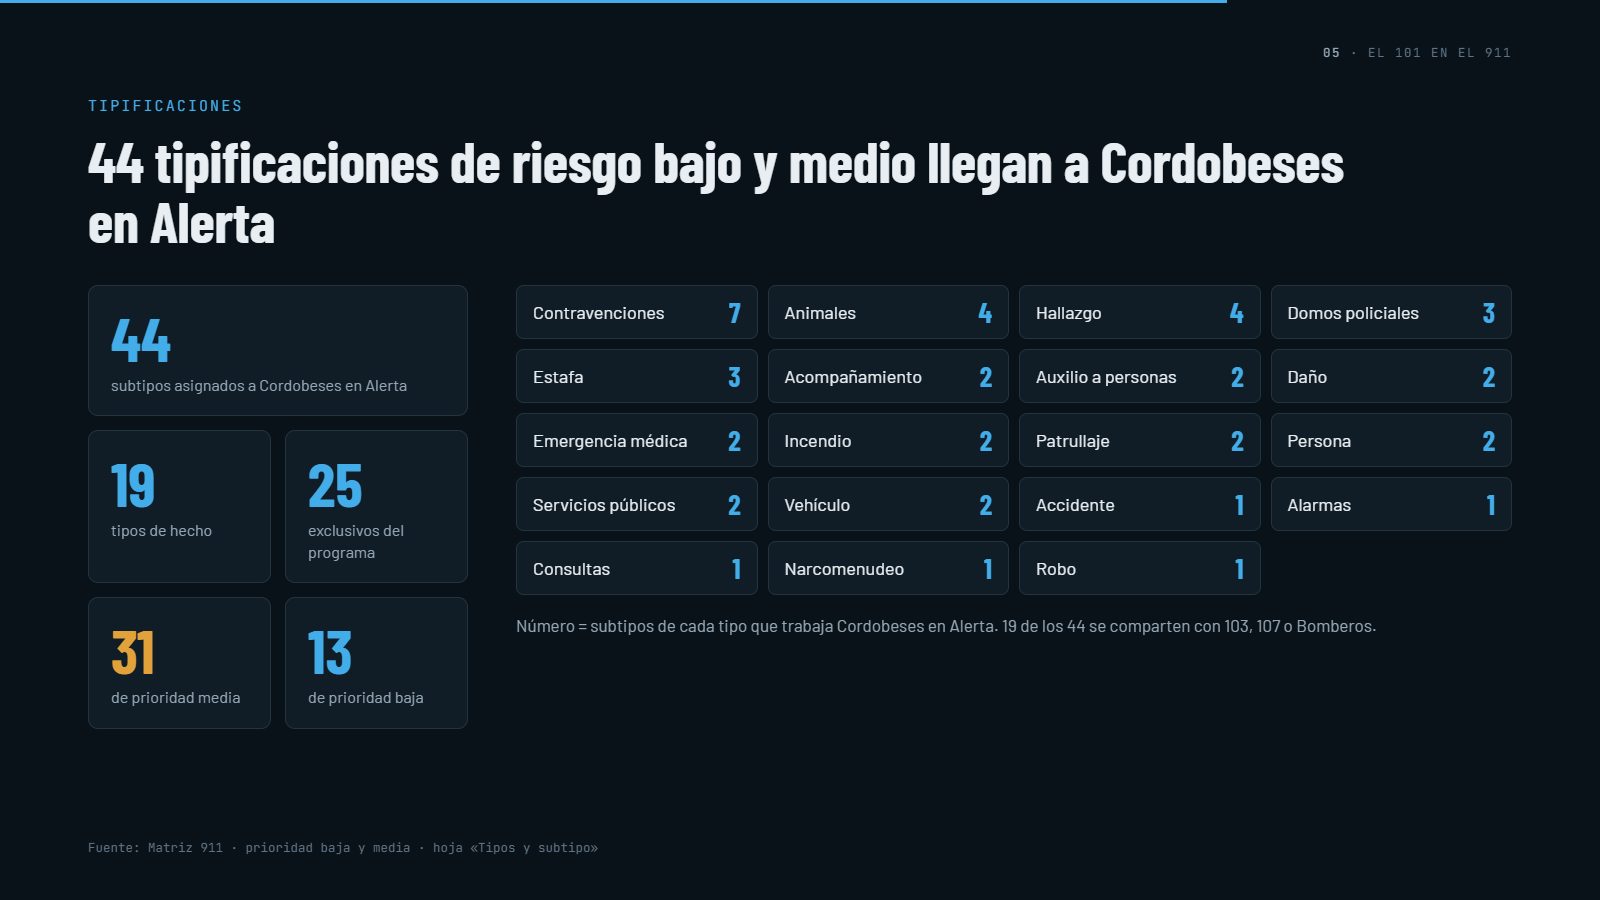 05 · EL 101 EN EL 911
TIPIFICACIONES
44 tipificaciones de riesgo bajo y medio llegan a Cordobeses
en Alerta
44
subtipos asignados a Cordobeses en Alerta
19
tipos de hecho
25
exclusivos del
programa
31
de prioridad media
13
de prioridad baja
Contravenciones 7
Animales 4
Hallazgo 4
Domos policiales 3
Estafa 3
Acompañamiento 2
Auxilio a personas 2
Daño 2
Emergencia médica 2
Incendio 2
Patrullaje 2
Persona 2
Servicios públicos 2
Vehículo 2
Accidente 1
Alarmas 1
Consultas 1
Narcomenudeo 1
Robo 1
Número = subtipos de cada tipo que trabaja Cordobeses en Alerta. 19 de los 44 se comparten con 103, 107 o Bomberos.
Fuente: Matriz 911 · prioridad baja y media · hoja «Tipos y subtipo»